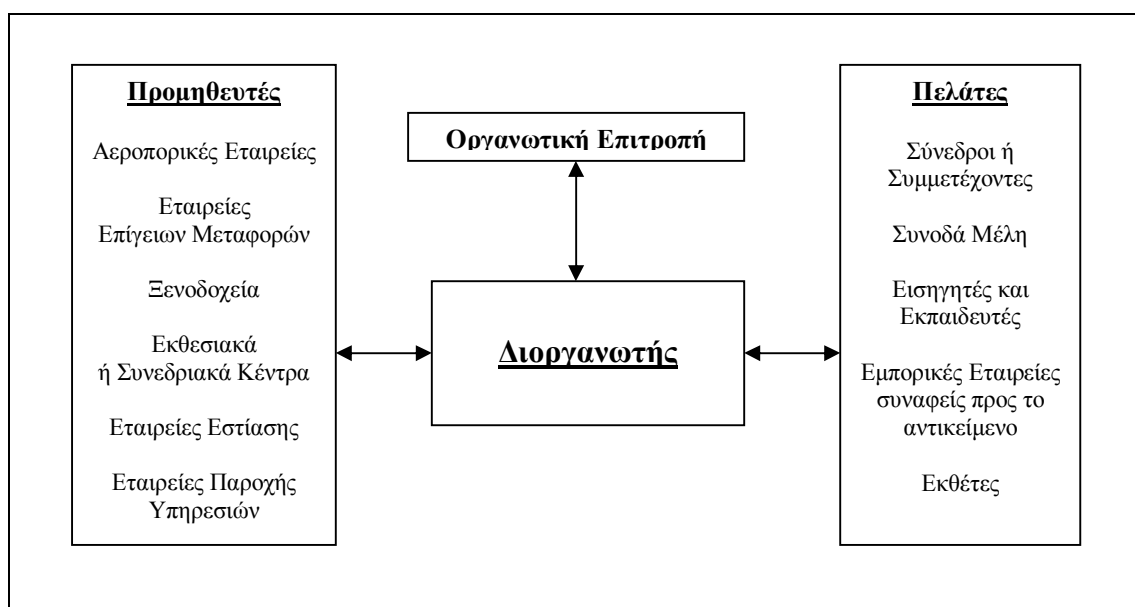 Προμηθευτές
Αεροπορικές Εταιρείες
Εταιρείες
Επίγειων Μεταφορών
Ξενοδοχεία
Εκθεσιακά
ή Συνεδριακά Κέντρα
Εταιρείες Εστίασης
Εταιρείες Παροχής
Υπηρεσιών
Οργανωτική Επιτροπή
Διοργανωτής
Πελάτες
Σύνεδροι ή
Συμμετέχοντες
Συνοδά Μέλη
Εισηγητές και
Εκπαιδευτές
Εμπορικές Εταιρείες
συναφείς προς το
αντικείμενο
Εκθέτες